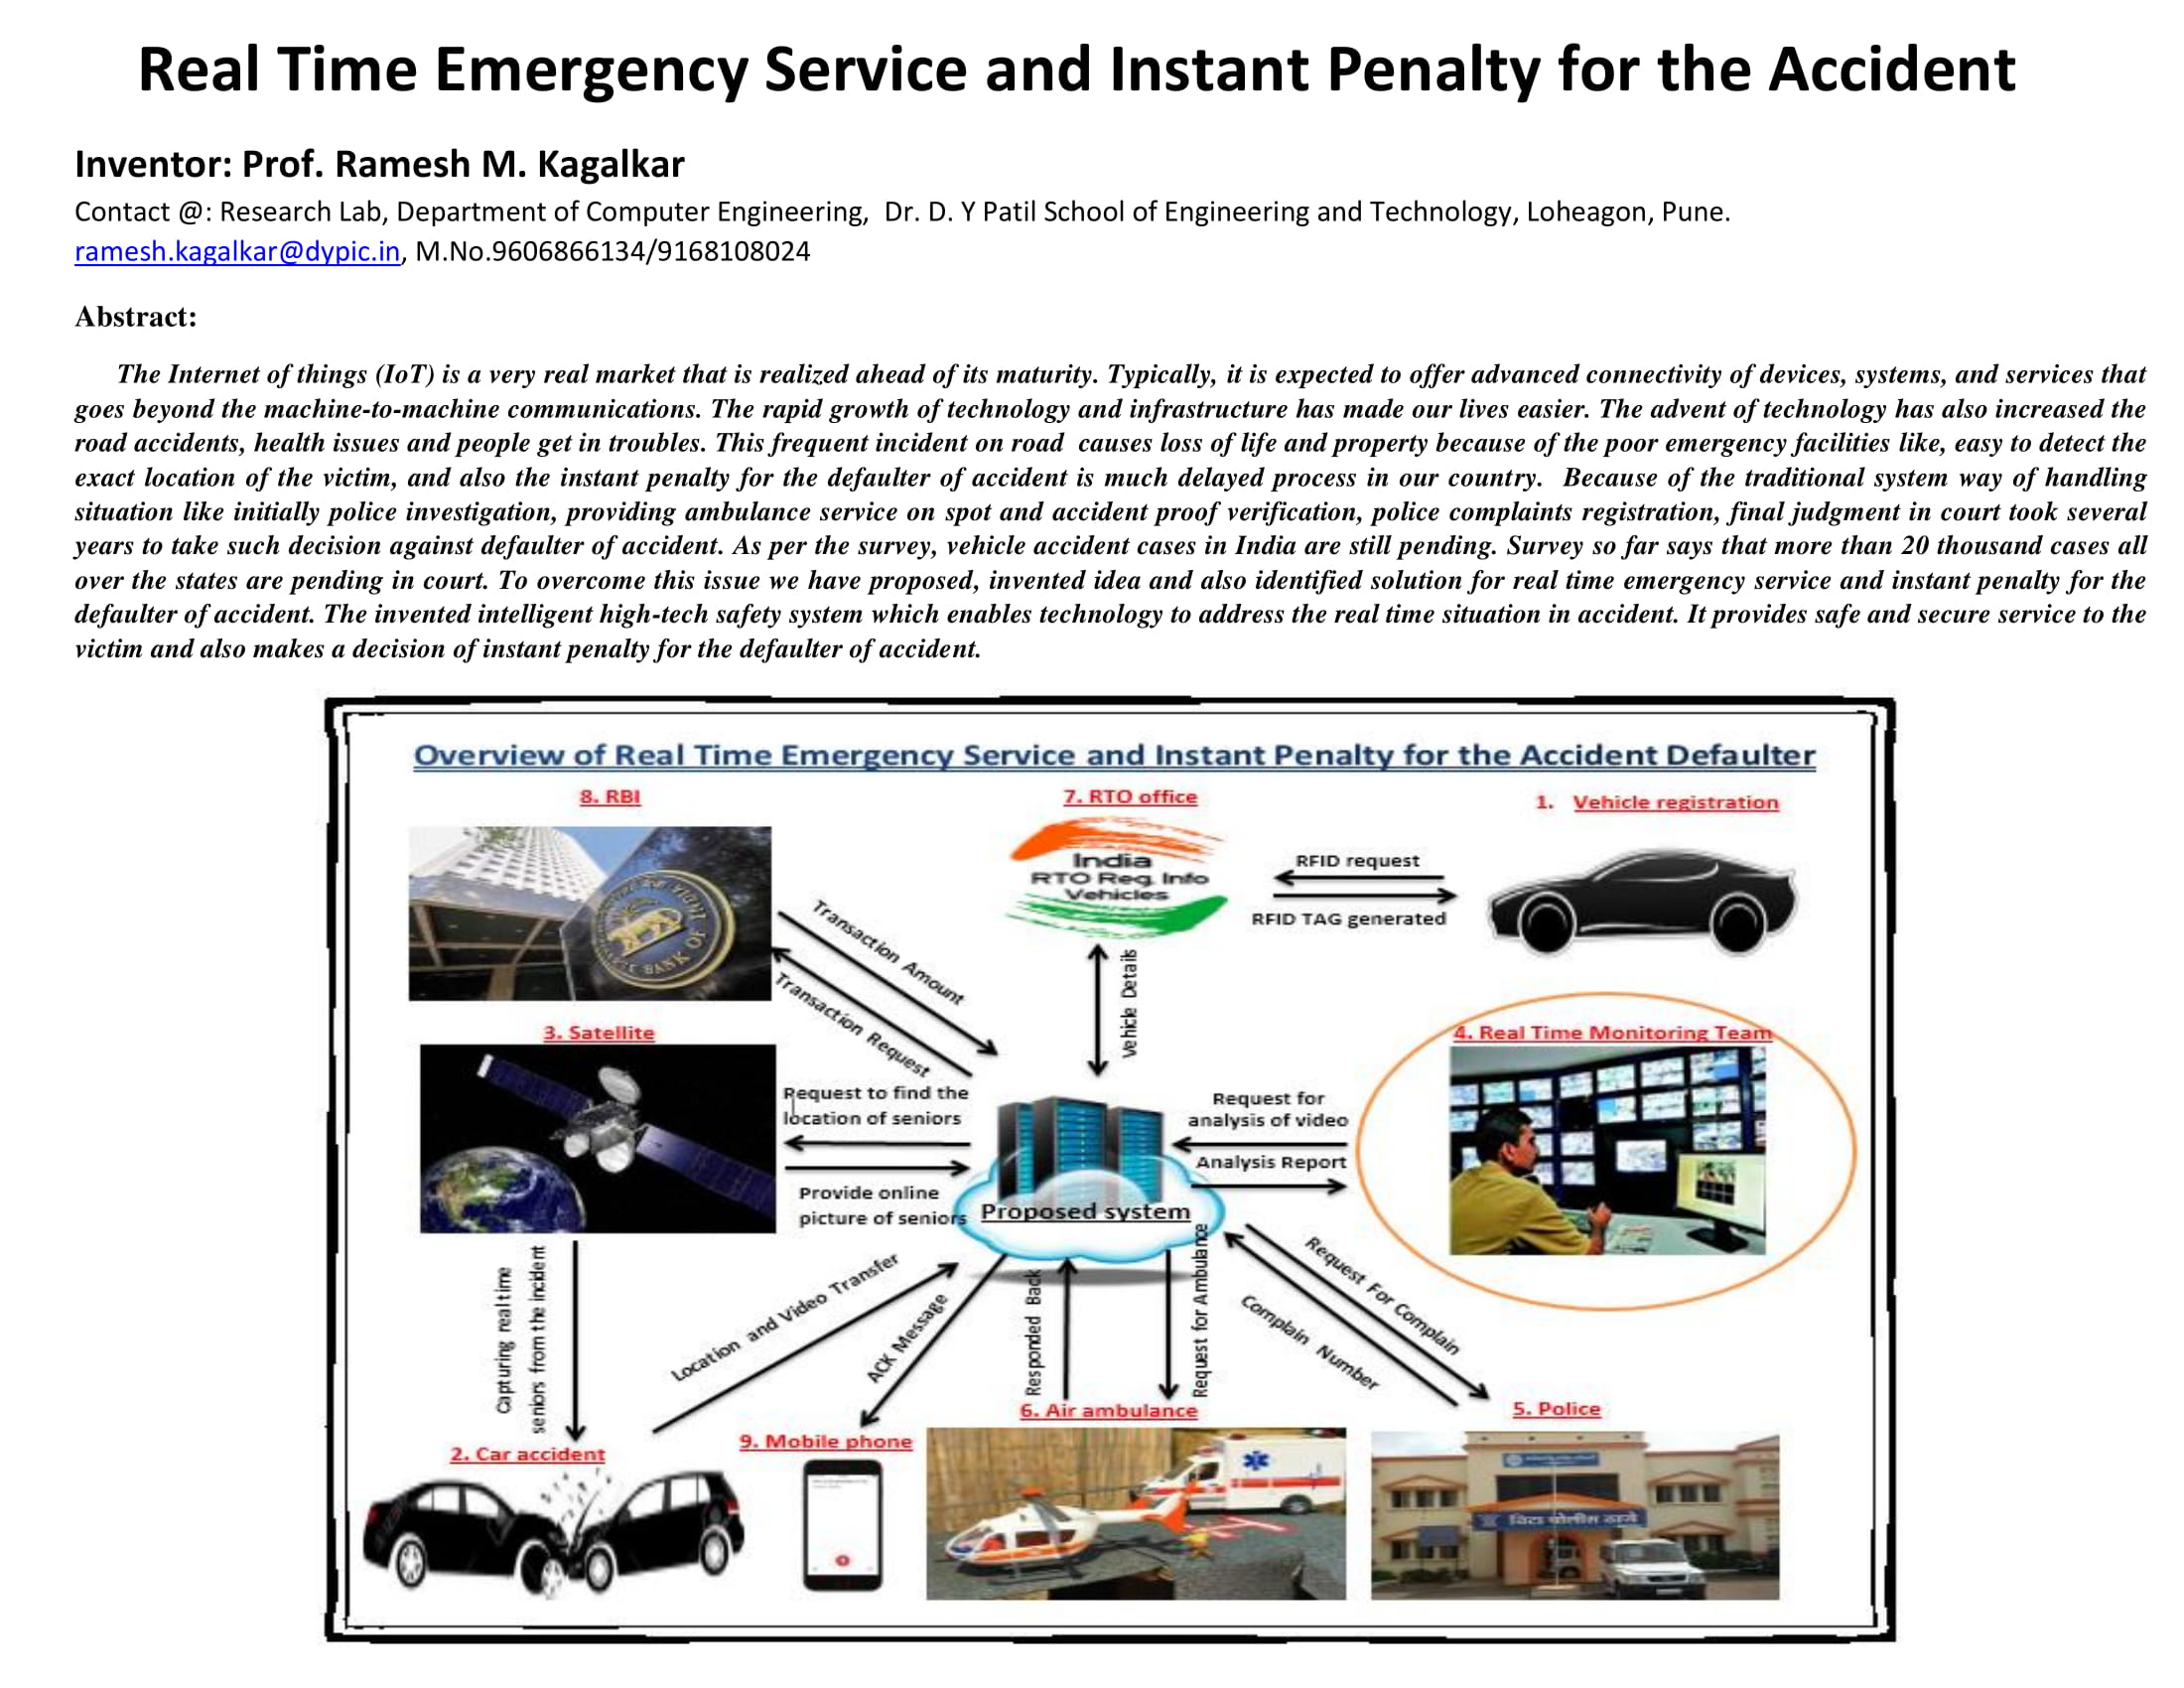 Real Time Emergency Service and Instant Penalty for the Accident
Inventor: Prof. Ramesh M. Kagalkar
Contact @: Research Lab, Department of Computer Engineering, Dr. D. Y Patil School of Engineering and Technology, Loheagon, Pune.
ramesh.kagalkar@dypic.in, M.No.9606866134/9168108024
Abstract:
The Internet of things (IoT) is a very real market that is realized ahead of its maturity. Typically, it is expected to offer advanced connectivity of devices, systems, and services that
goes beyond the machine-to-machine communications. The rapid growth of technology and infrastructure has made our lives easier. The advent of technology has also increased the
road accidents, health issues and people get in troubles. This frequent incident on road causes loss of life and property because of the poor emergency facilities like, easy to detect the
exact location of the victim, and also the instant penalty for the defaulter of accident is much delayed process in our country. Because of the traditional system way of handling
situation like initially police investigation, providing ambulance service on spot and accident proof verification, police complaints registration, final judgment in court took several
years to take such decision against defaulter of accident. As per the survey, vehicle accident cases in India are still pending. Survey so far says that more than 20 thousand cases all
over the states are pending in court. To overcome this issue we have proposed, invented idea and also identified solution for real time emergency service and instant penalty for the
defaulter of accident. The invented intelligent high-tech safety system which enables technology to address the real time situation in accident. It provides safe and secure service to the
victim and also makes a decision of instant penalty for the defaulter of accident.
Overview of Real Time Emergency Service and Instant Penalty for the Accident Defaulter
8. RBI
7. RTO office
1. Vehicle registration
India
RTO Reg. Info
Vehicles
RFID request
RFID TAG generated
BANK OF
Transaction Amount
Transaction Request
Vehicle Details
3. Satellite
4. Real Time Monitoring Team
Request to find the
location of seniors
Provide online
picture of seniors
Request for
analysis of video
Analysis Report
Proposed system
Capturing real time
seniors from the incident
Location and Video Transfer
ACK Message
Responded Back
Request for Ambulance
Request For Complain
Complain Number
2. Car accident
9. Mobile phone
6. Air ambulance
5. Police